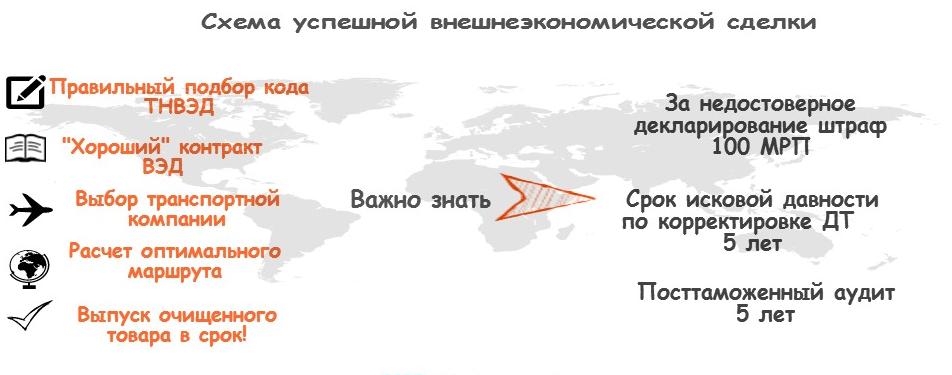 Схема успешной внешнеэкономической сделки
Правильный подбор кода
ТНВЭД
"Хороший" контракт
ВЭД
Выбор транспортной
компании
Расчет оптимального
маршрута
Выпуск очищенного
товара в срок!
Важно знать
За недостоверное
декларирование штраф
100 МРП
Срок исковой давности
по корректировке ДТ
5 лет
Посттаможенный аудит
5 лет